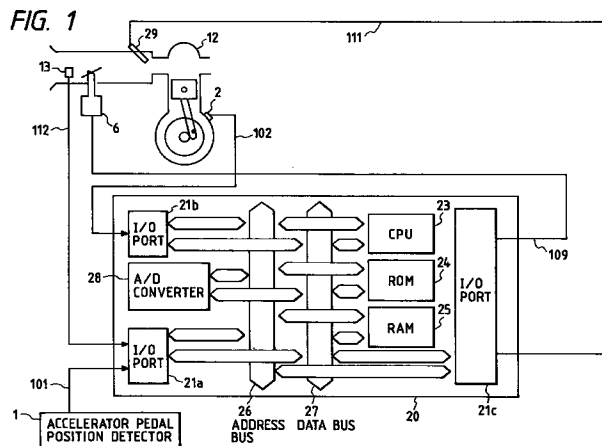 FIG. 1
29
12
111
13
2
112
6
102
21b
I/O
PORT
23
CPU
24
ROM
28
A/D
CONVERTER
I/O
PORT
109
25
RAM
I/O
PORT
101
21a
26
27
20
21c
1
ACCELERATOR PEDAL
POSITION DETECTOR
ADDRESS
BUS
DATA BUS